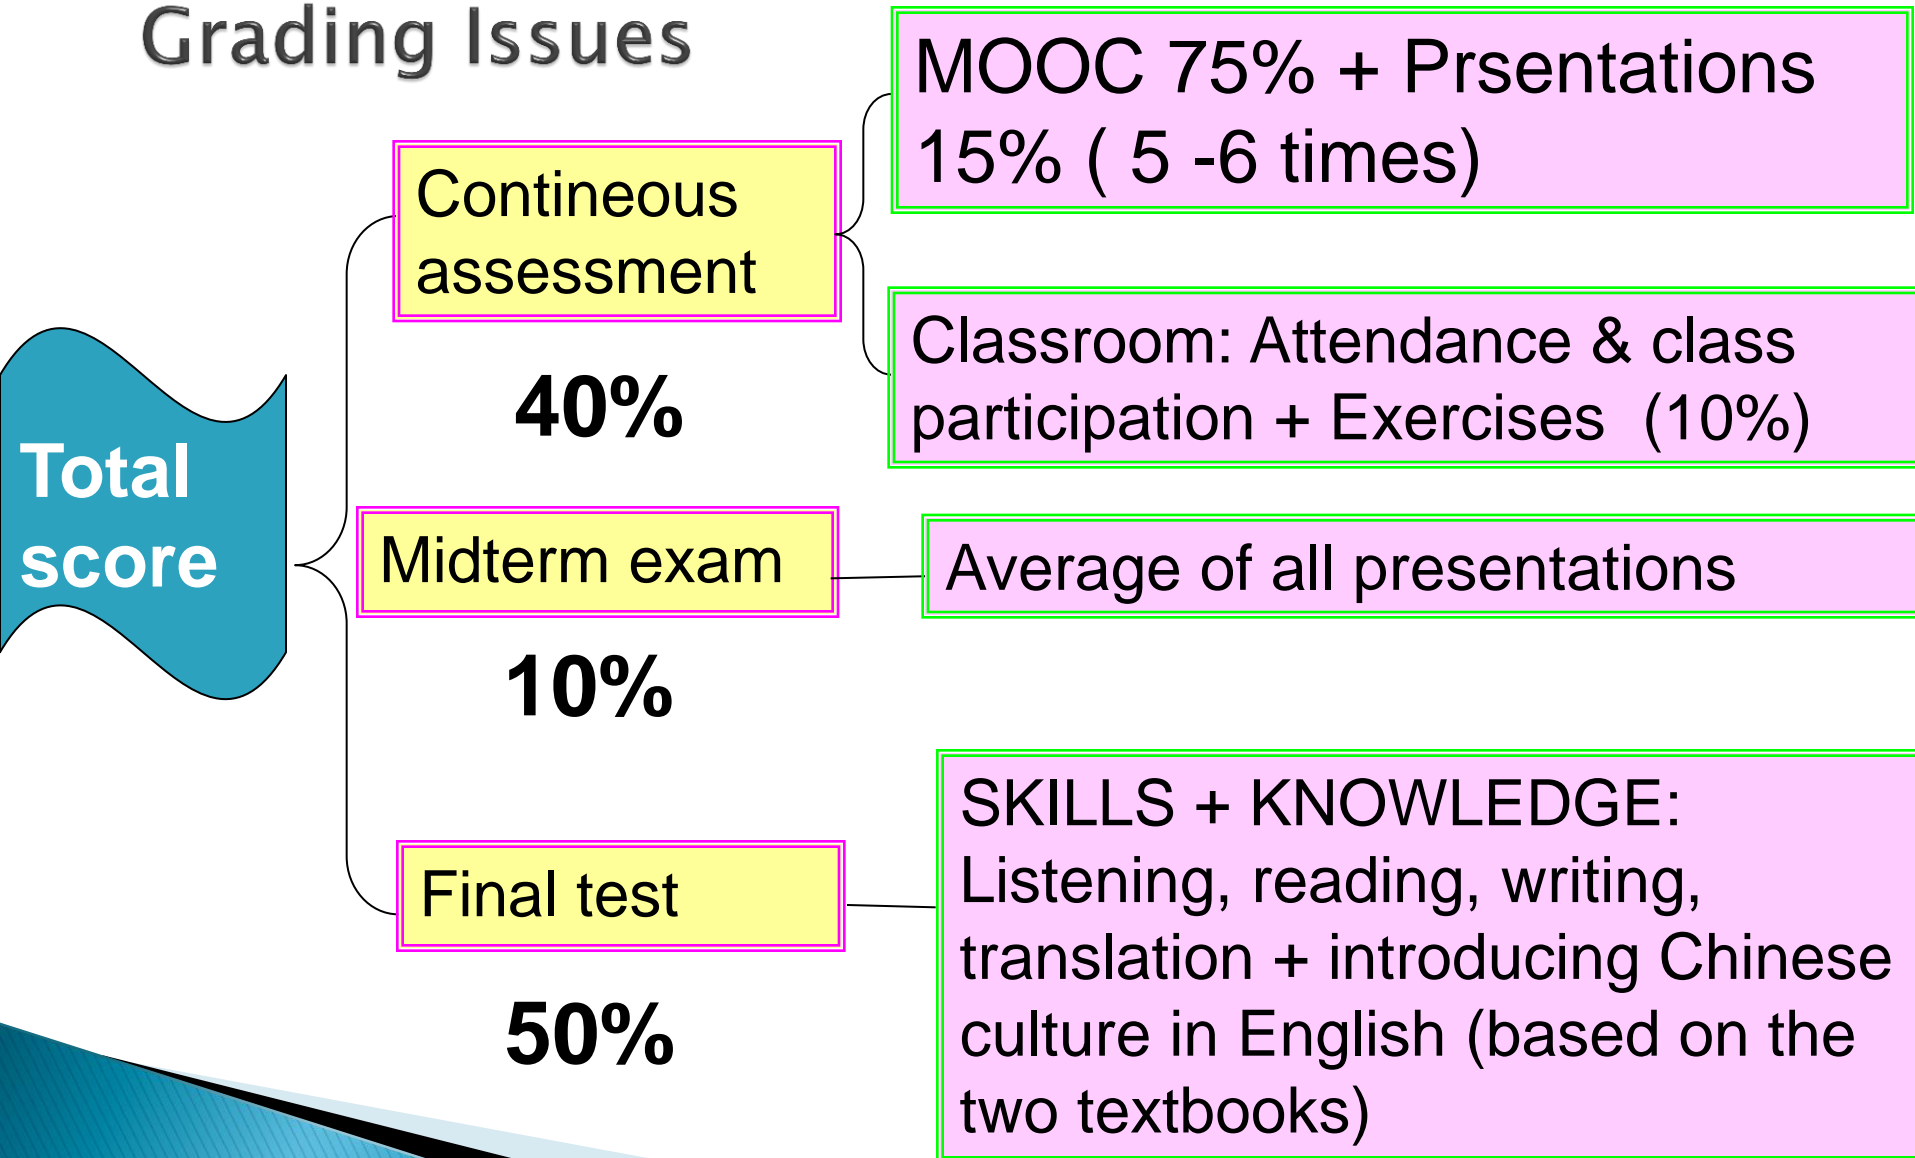 Grading Issues
MOOC 75% + Prsentations
15% ( 5 -6 times)
Contineous
assessment
40%
Classroom: Attendance & class
participation + Exercises  (10%)
Total
score
Midterm exam
10%
Average of all presentations
Final test
50%
SKILLS + KNOWLEDGE:
Listening, reading, writing,
translation + introducing Chinese
culture in English (based on the
two textbooks)